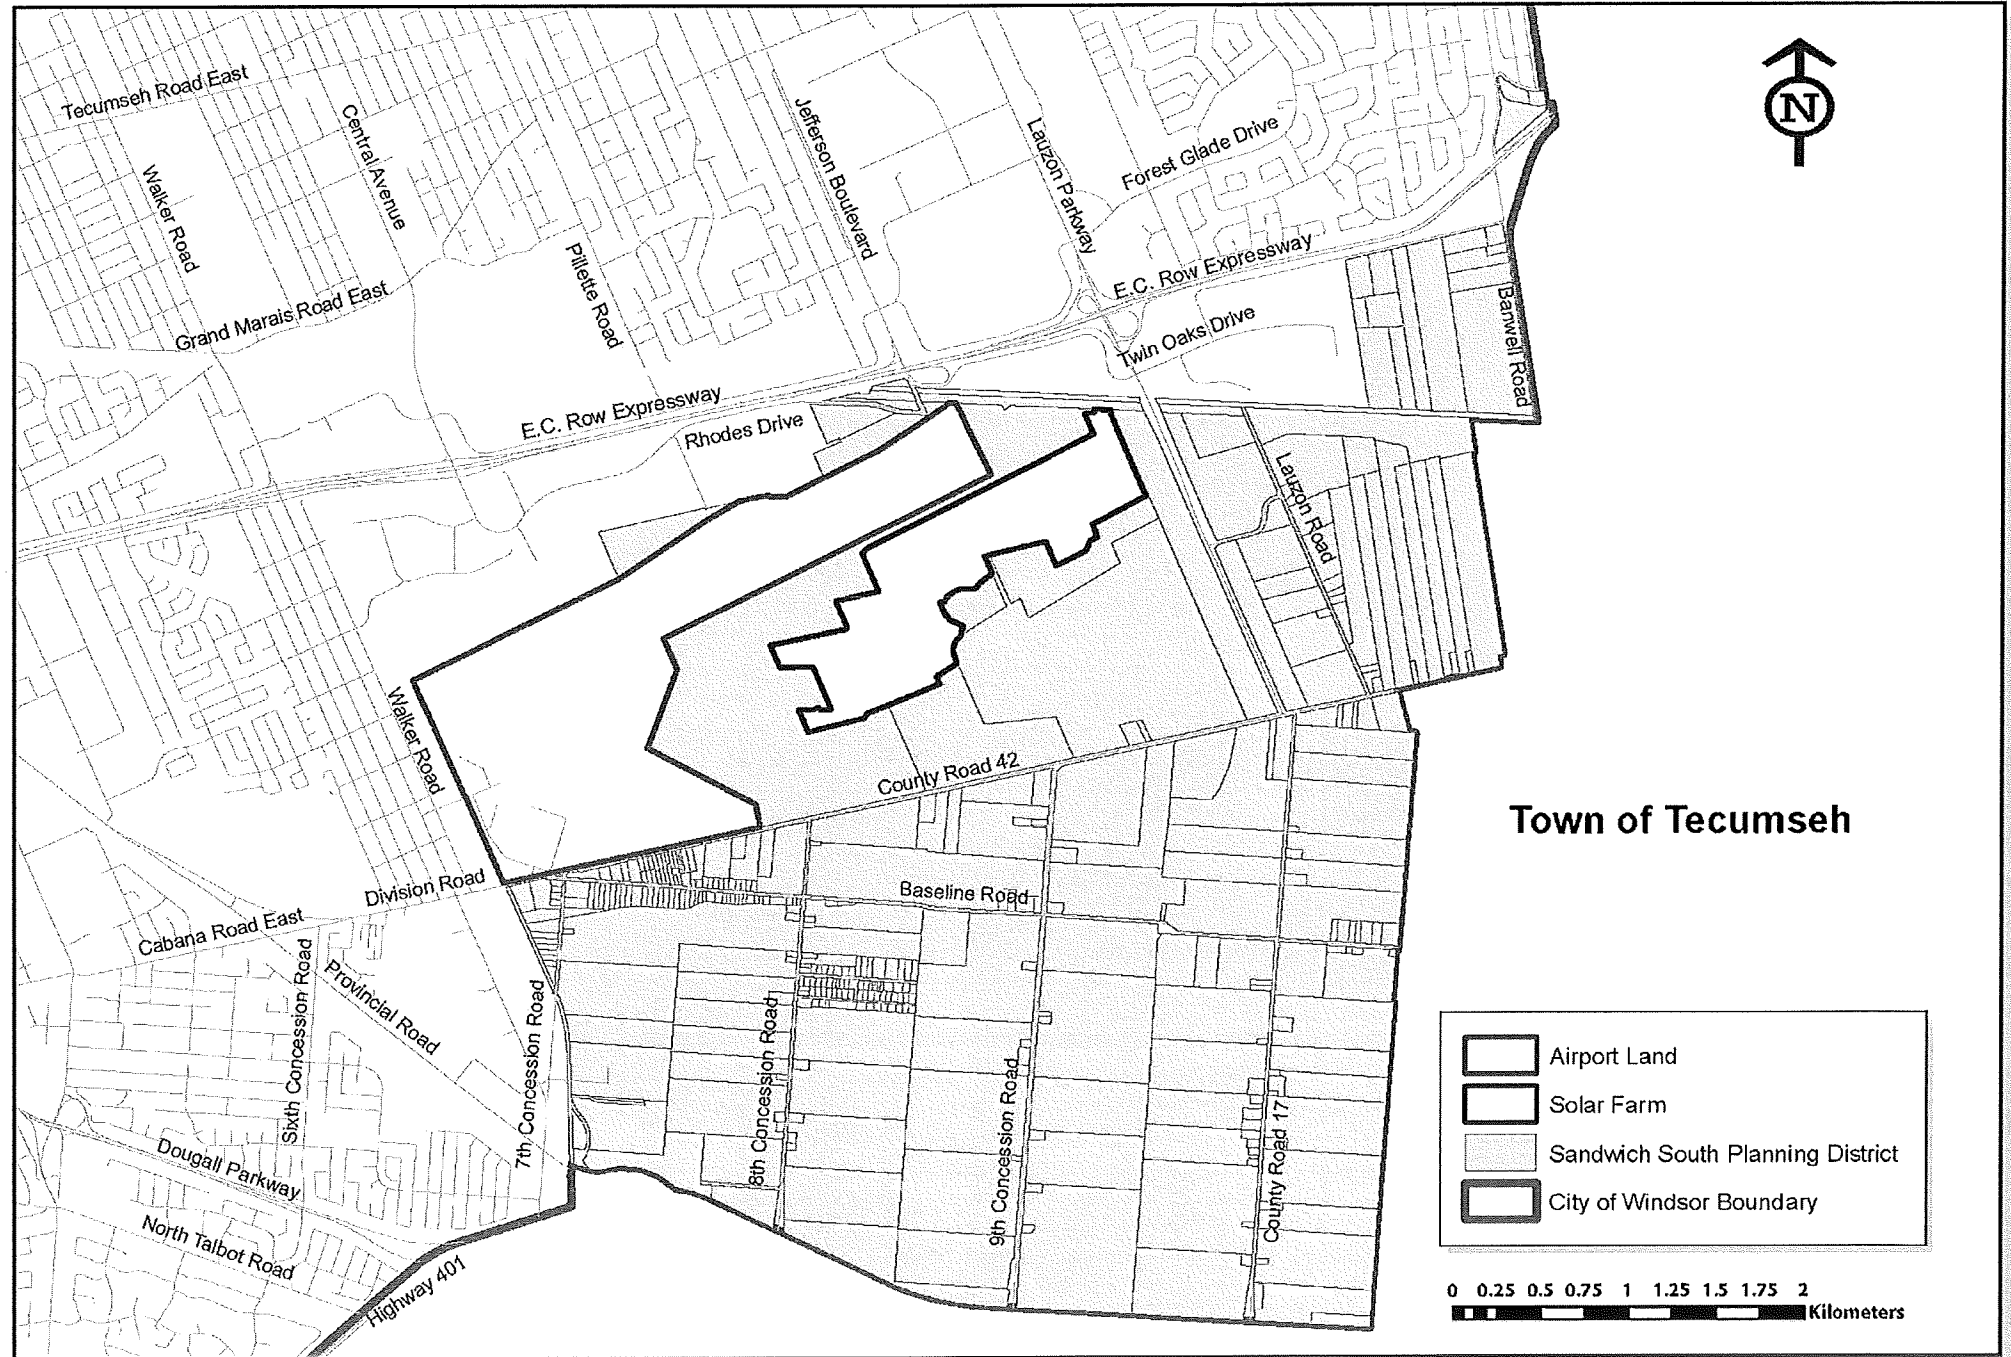 Tecumseh Road East
Central Avenue
Walker Road
Jefferson Boulevard
Lauzon Parkway
Forest Glade Drive
N
Pillette Road
Grand Marais Road East
E.C. Row Expressway
Twin Oaks Drive
Banwell Road
E.C. Row Expressway
Rhodes Drive
Lauzon Road
Walker Road
County Road 42
Town of Tecumseh
Division Road
Baseline Road
Cabana Road East
Sixth Concession Road
Provincial Road
7th Concession Road
8th Concession Road
9th Concession Road
County Road 17
Dougall Parkway
North Talbot Road
Highway 401
Airport Land
Solar Farm
Sandwich South Planning District
City of Windsor Boundary
0 0.25 0.5 0.75 1 1.25 1.5 1.75 2
Kilometers